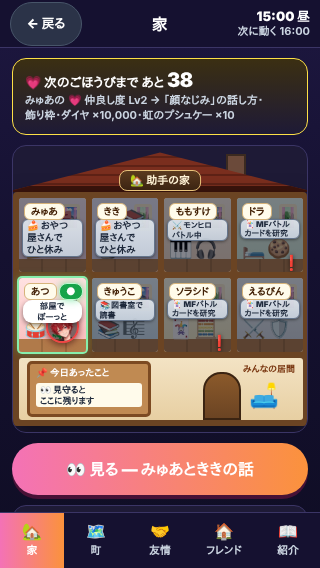 ← 戻る
家
15:00 昼
次に動く 16:00
💗 次のごほうびまで あと 38
みゅあの 💗 仲良し度 Lv2 → 「顔なじみ」の話し方・
飾り枠・ダイヤ ×10,000・虹のプシュケー ×10
🏡 助手の家
みゅあ
🍰 おやつ
屋さんで
ひと休み
きき
🍰 おやつ
屋さんで
ひと休み
ももすけ
⚔️ モンヒロ
バトル中
ドラ
🃏 MFバトル
カードを研究
❗
あつ
部屋で
ぼーっと
きゅうこ
📚 図書室で
読書
ソラシド
🃏 MFバトル
カードを研究
❗
えるぴん
🃏 MFバトル
カードを研究
📌 今日あったこと
👀 見守ると
ここに残ります
みんなの居間
👀 見る — みゅあとききの話
家
町
友情
フレンド
紹介